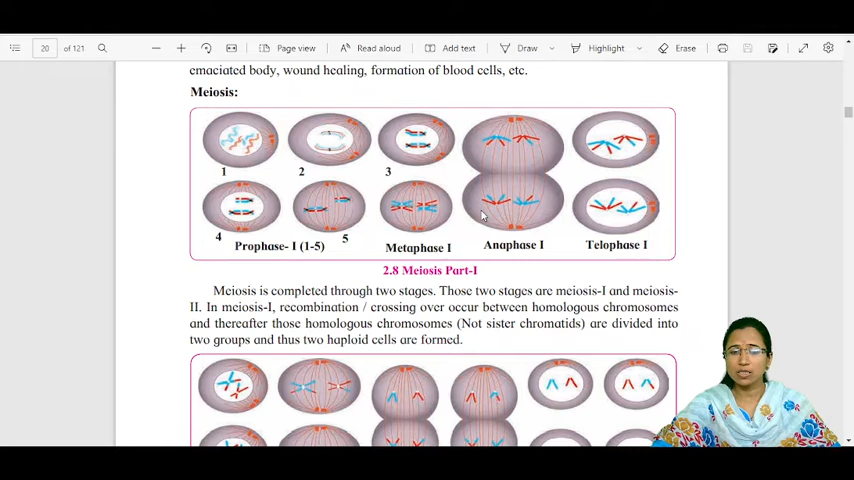 20 of 121
Page view
Read aloud
Add text
Draw
Highlight
Erase
emaciated body, wound healing, formation of blood cells, etc.
Meiosis:
1
2
3
4
Prophase- I (1-5)
5
Metaphase I
Anaphase I
Telophase I
2.8 Meiosis Part-I
Meiosis is completed through two stages. Those two stages are meiosis-I and meiosis-
II. In meiosis-I, recombination / crossing over occur between homologous chromosomes
and thereafter those homologous chromosomes (Not sister chromatids) are divided into
two groups and thus two haploid cells are formed.